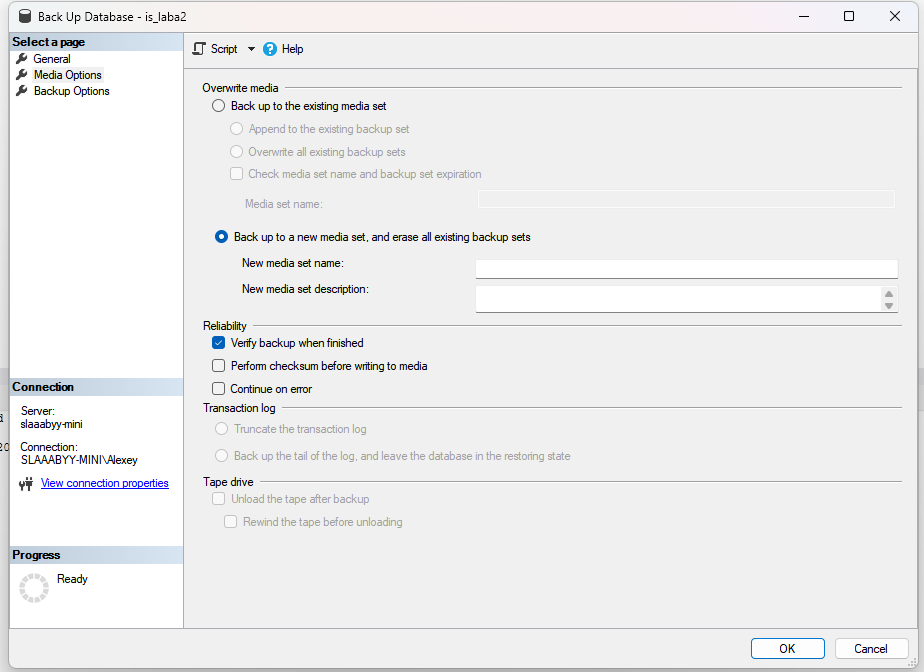 Back Up Database - is_laba2
Select a page
General
Media Options
Backup Options
Script
Help
Overwrite media
Back up to the existing media set
Append to the existing backup set
Overwrite all existing backup sets
Check media set name and backup set expiration
Media set name:
Back up to a new media set, and erase all existing backup sets
New media set name:
New media set description:
Reliability
Verify backup when finished
Perform checksum before writing to media
Continue on error
Transaction log
Truncate the transaction log
Back up the tail of the log, and leave the database in the restoring state
Tape drive
Unload the tape after backup
Rewind the tape before unloading
Connection
Server:
slaaabyy-mini
Connection:
SLAAABYY-MINI\Alexey
View connection properties
Progress
Ready
OK
Cancel